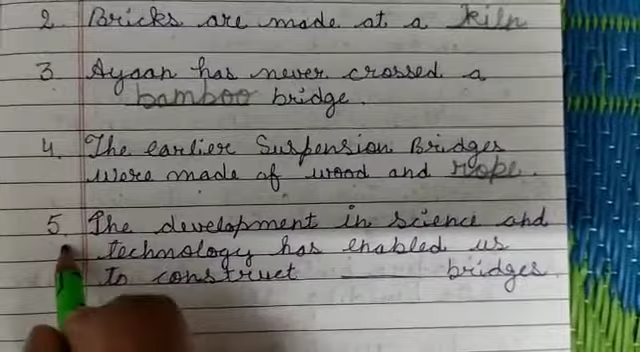 2. Bricks are made at a kiln
3 Ayaan has never crossed a
bamboo bridge.
4. The earlier Suspension Bridges
were made of wood and rope.
5. The development in science and
technology has enabled us
To construct ______ bridges.